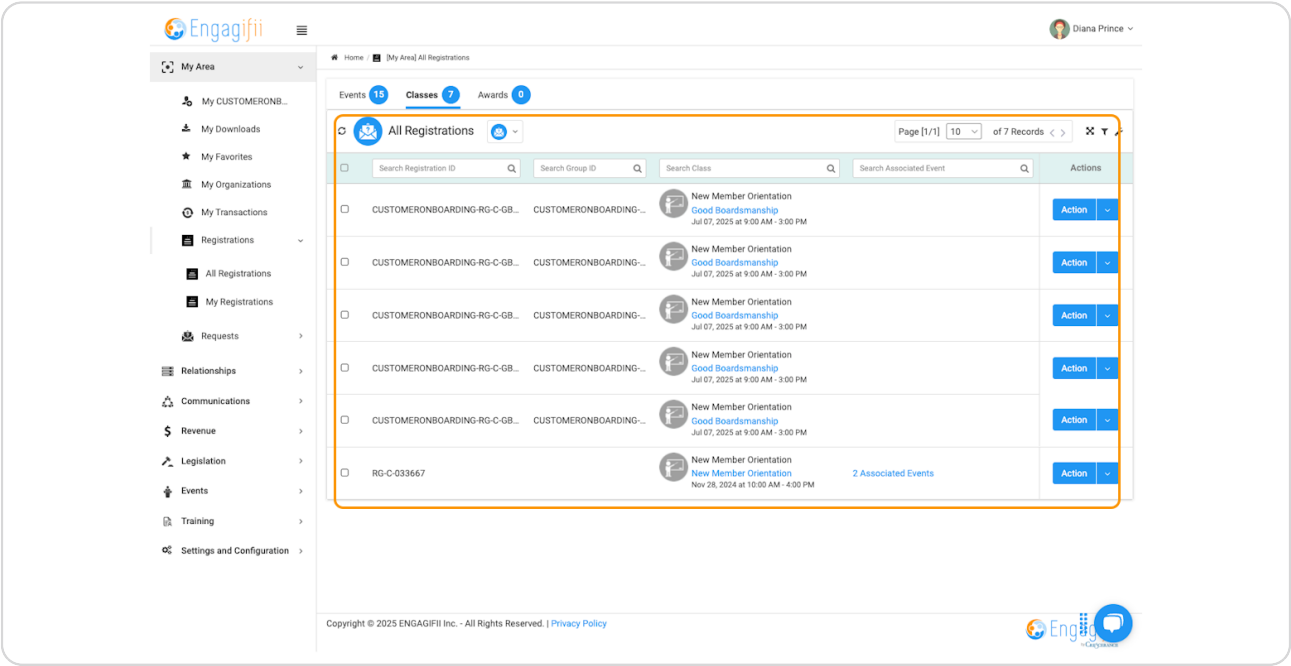 Engagifii
Diana Prince
My Area
Home / [My Area] All Registrations
My CUSTOMERONB...
My Downloads
My Favorites
My Organizations
My Transactions
Registrations
All Registrations
My Registrations
Requests
Relationships
Communications
Revenue
Legislation
Events
Training
Settings and Configuration
Events 15 Classes 7 Awards 0
All Registrations
Page [1/1] 10 of 7 Records
Search Registration ID Search Group ID Search Class Search Associated Event Actions
New Member Orientation
CUSTOMERONBOARDING-RG-C-GB... CUSTOMERONBOARDING-... Good Boardsmanship Action
Jul 07, 2025 at 9:00 AM - 3:00 PM
New Member Orientation
CUSTOMERONBOARDING-RG-C-GB... CUSTOMERONBOARDING-... Good Boardsmanship Action
Jul 07, 2025 at 9:00 AM - 3:00 PM
New Member Orientation
CUSTOMERONBOARDING-RG-C-GB... CUSTOMERONBOARDING-... Good Boardsmanship Action
Jul 07, 2025 at 9:00 AM - 3:00 PM
New Member Orientation
CUSTOMERONBOARDING-RG-C-GB... CUSTOMERONBOARDING-... Good Boardsmanship Action
Jul 07, 2025 at 9:00 AM - 3:00 PM
New Member Orientation
CUSTOMERONBOARDING-RG-C-GB... CUSTOMERONBOARDING-... Good Boardsmanship Action
Jul 07, 2025 at 9:00 AM - 3:00 PM
New Member Orientation
RG-C-033667 New Member Orientation 2 Associated Events Action
Nov 28, 2024 at 10:00 AM - 4:00 PM
Copyright © 2025 ENGAGIFII Inc. - All Rights Reserved. | Privacy Policy